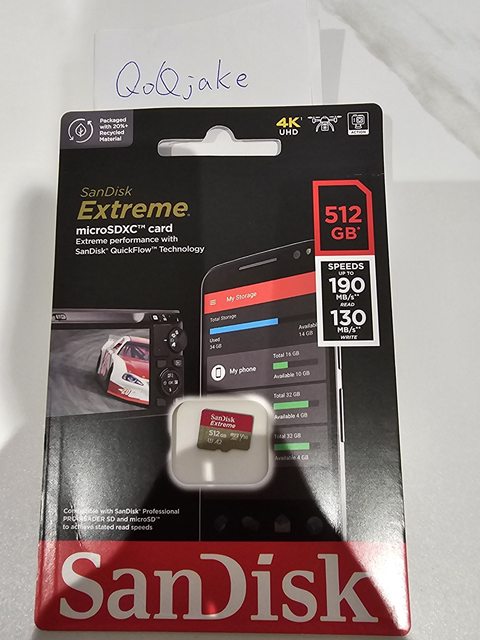 QoQjake
Packaged
with 20%+
Recycled
Material
4K
UHD
ACTION
SanDisk
Extreme
microSDXC™ card
Extreme performance with
SanDisk® QuickFlow™ Technology
512
GB*
SPEEDS
UP TO
190
MB/s**
READ
130
MB/s**
WRITE
My Storage
Total Storage
Used
34 GB
14 GB
My phone
Total 16 GB
Available 10 GB
Total 32 GB
Available 4 GB
Total 32 GB
Available 4 GB
SanDisk
Extreme
512 GB
A2
Compatible with SanDisk® Professional
PRO-READER SD and microSD™
to achieve stated read speeds
SanDisk